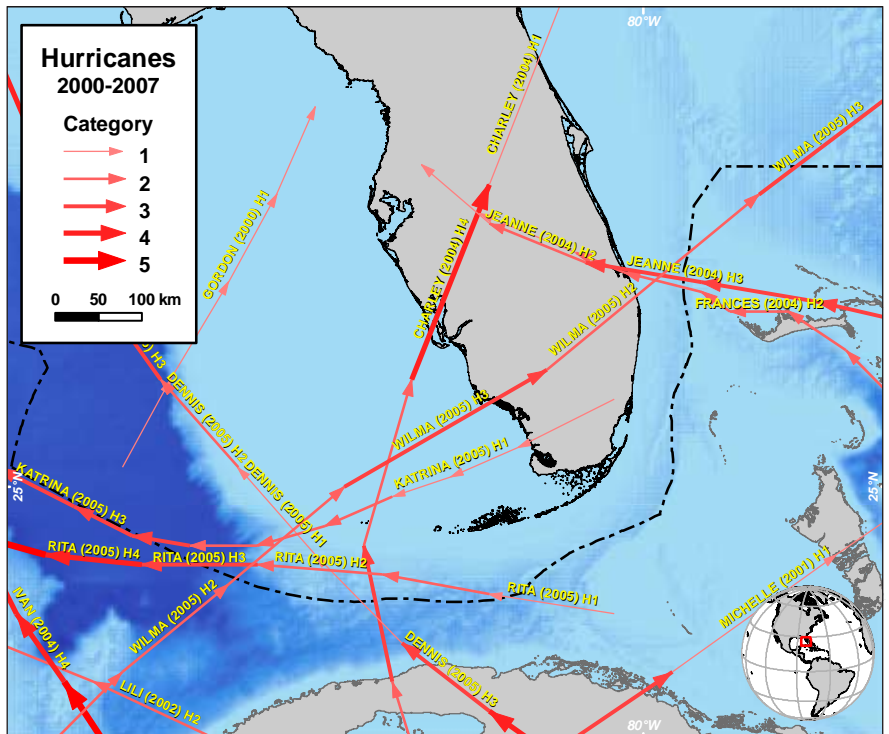 Hurricanes
2000-2007
Category
1
2
3
4
5
0 50 100 km
80°W
CHARLEY (2004) H1
WILMA (2005) H3
GORDON (2000) H1
JEANNE (2004) H2
CHARLEY (2004) H4
JEANNE (2004) H3
WILMA (2005) H2
FRANCES (2004) H2
H3
DENNIS (2005) H2
WILMA (2005) H3
KATRINA (2005) H1
DENNIS (2005) H1
KATRINA (2005) H3
25°N
25°N
RITA (2005) H4
RITA (2005) H3
RITA (2005) H2
RITA (2005) H1
MICHELLE (2001) H1
WILMA (2005) H2
IVAN (2004) H4
LILI (2002) H2
DENNIS (2005) H3
80°W